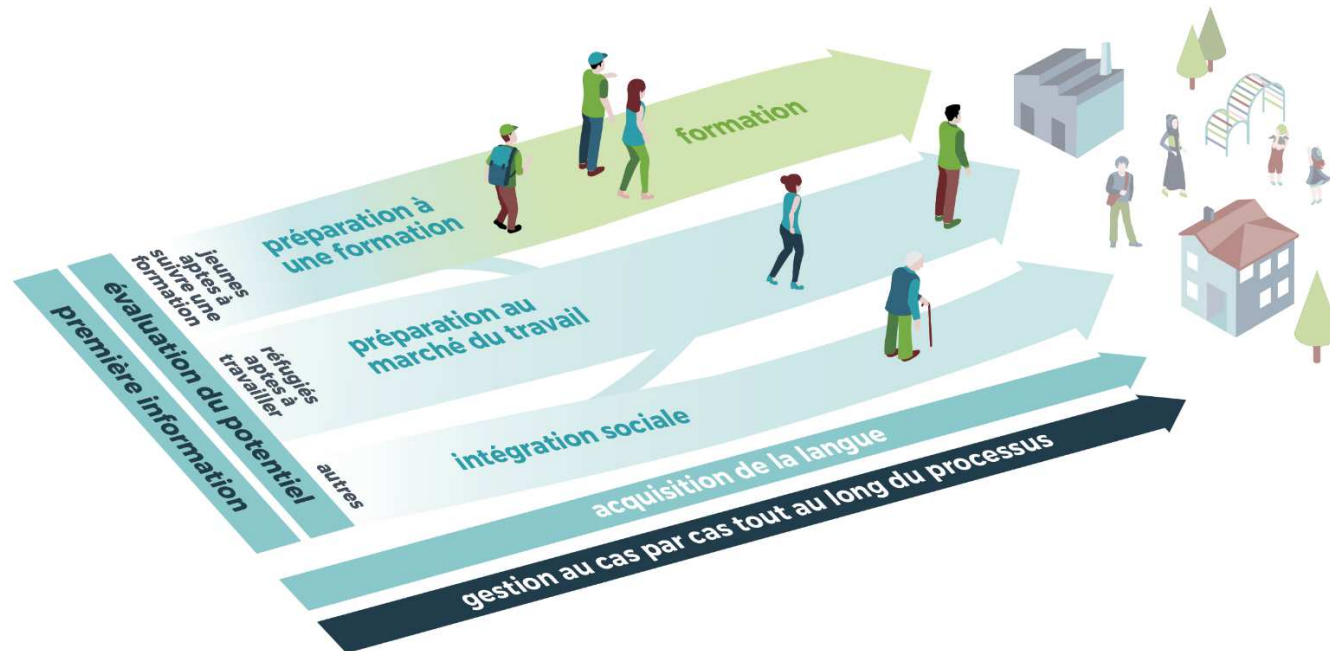 première information
évaluation du potentiel
jeunes
aptes à
suivre une
formation
préparation à
une formation
formation
réfugiés
aptes à
travailler
préparation au
marché du travail
autres
intégration sociale
acquisition de la langue
gestion au cas par cas tout au long du processus